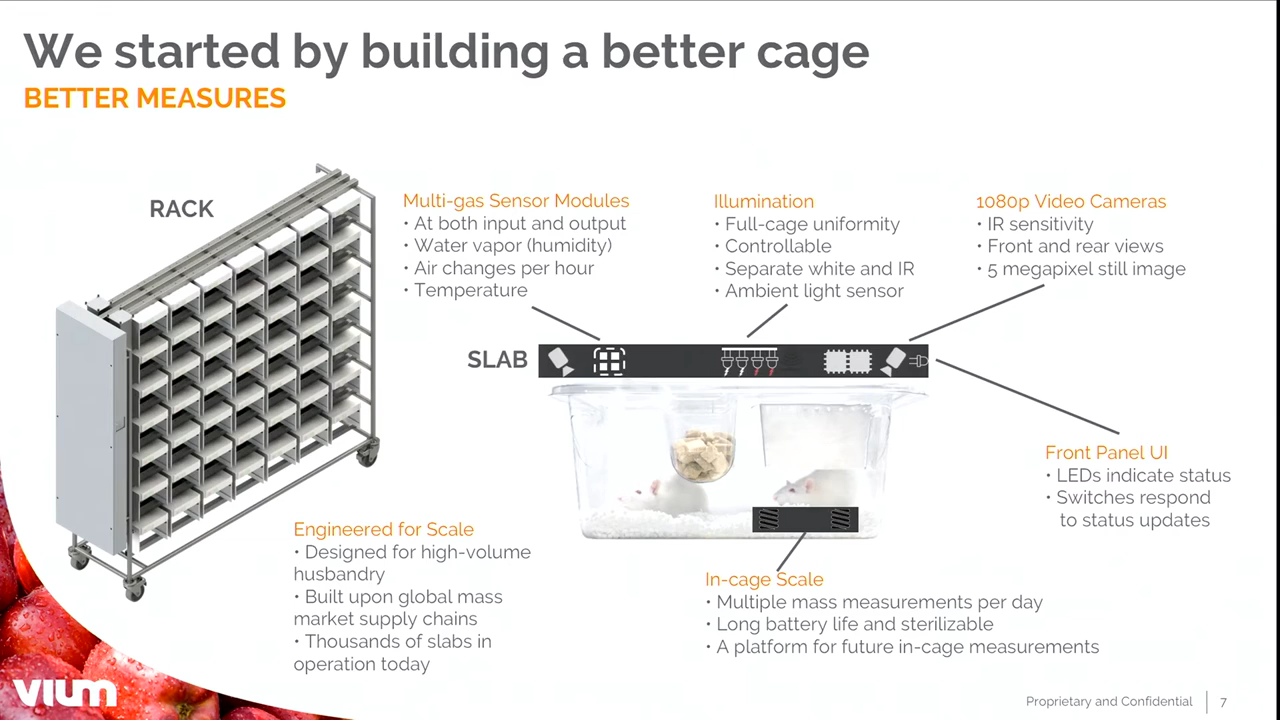 We started by building a better cage
BETTER MEASURES
RACK
Multi-gas Sensor Modules
• At both input and output
• Water vapor (humidity)
• Air changes per hour
• Temperature
Illumination
• Full-cage uniformity
• Controllable
• Separate white and IR
• Ambient light sensor
1080p Video Cameras
• IR sensitivity
• Front and rear views
• 5 megapixel still image
SLAB
Front Panel UI
• LEDs indicate status
• Switches respond
to status updates
Engineered for Scale
• Designed for high-volume
husbandry
• Built upon global mass
market supply chains
• Thousands of slabs in
operation today
In-cage Scale
• Multiple mass measurements per day
• Long battery life and sterilizable
• A platform for future in-cage measurements
vium
Proprietary and Confidential
7